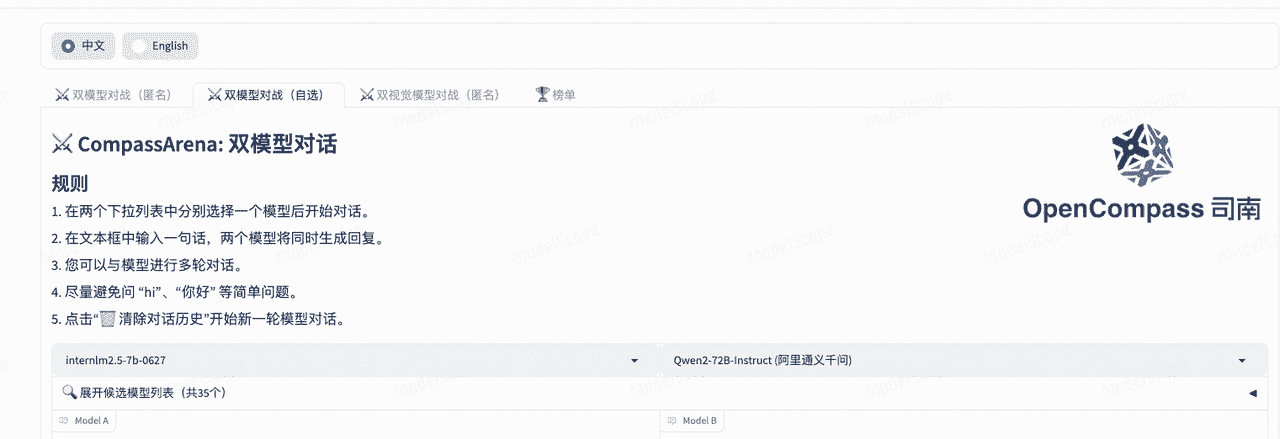 中文 English
双模型对战（匿名） 双模型对战（自选） 双视觉模型对战（匿名） 榜单
CompassArena: 双模型对话
规则
1. 在两个下拉列表中分别选择一个模型后开始对话。
2. 在文本框中输入一句话，两个模型将同时生成回复。
3. 您可以与模型进行多轮对话。
4. 尽量避免问 “hi”、“你好” 等简单问题。
5. 点击“🗑️ 清除对话历史”开始新一轮模型对话。
OpenCompass 司南
internlm2.5-7b-0627 Qwen2-72B-Instruct (阿里通义千问)
展开候选模型列表（共35个）
Model A Model B
ModelScope